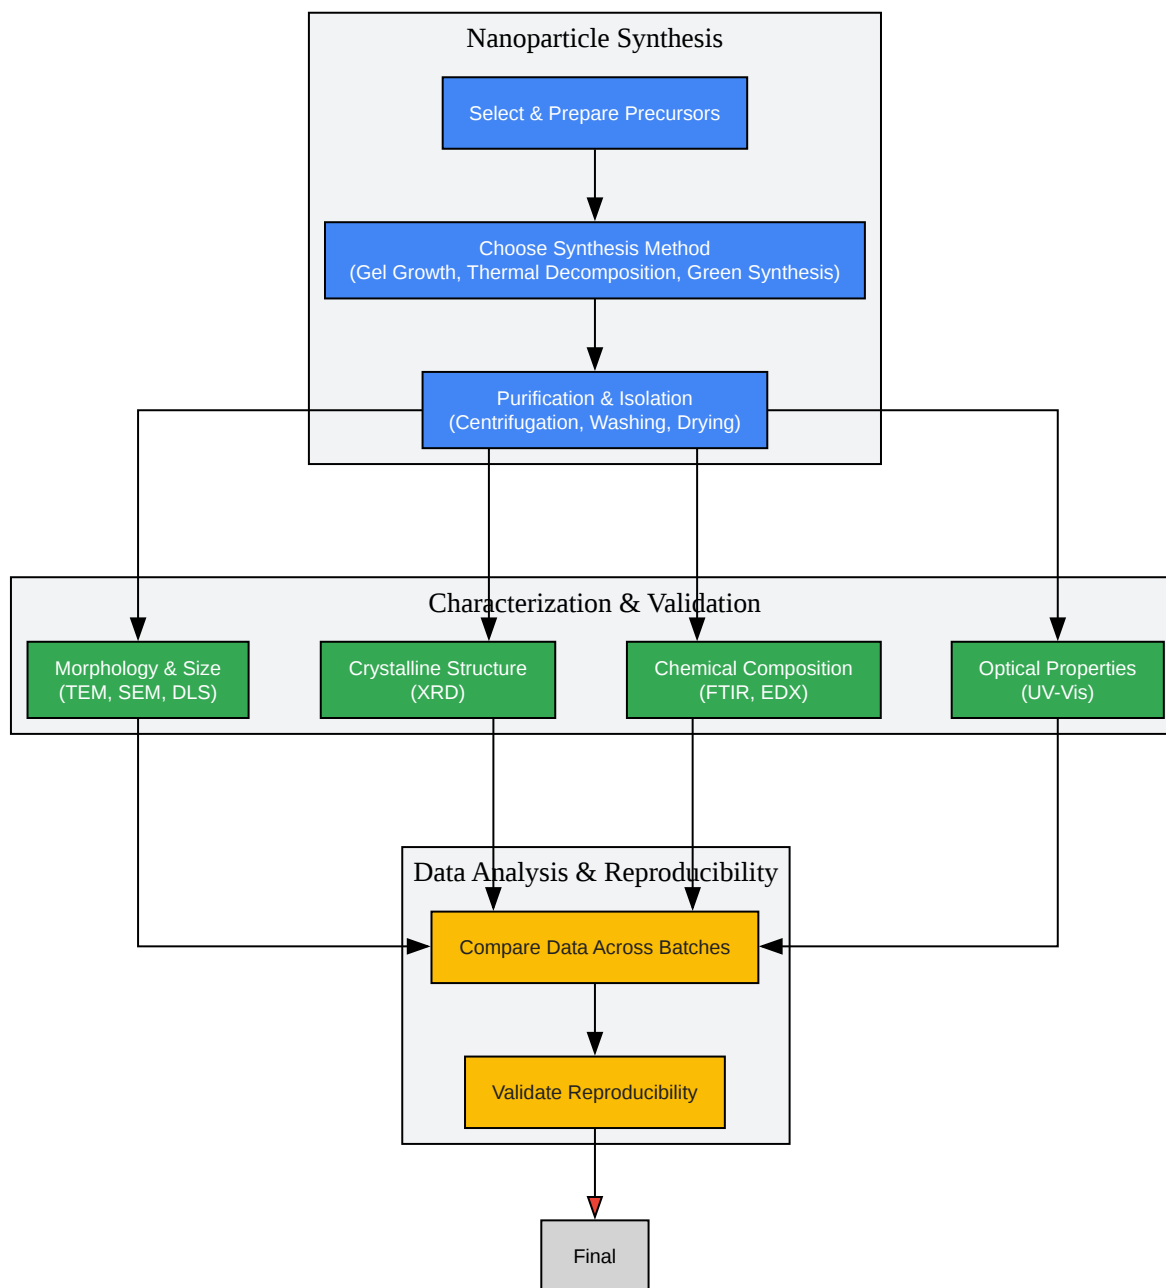 Nanoparticle Synthesis
Select & Prepare Precursors
Choose Synthesis Method
(Gel Growth, Thermal Decomposition, Green Synthesis)
Purification & Isolation
(Centrifugation, Washing, Drying)
Characterization & Validation
Morphology & Size
(TEM, SEM, DLS)
Crystalline Structure
(XRD)
Chemical Composition
(FTIR, EDX)
Optical Properties
(UV-Vis)
Data Analysis & Reproducibility
Compare Data Across Batches
Validate Reproducibility
Final